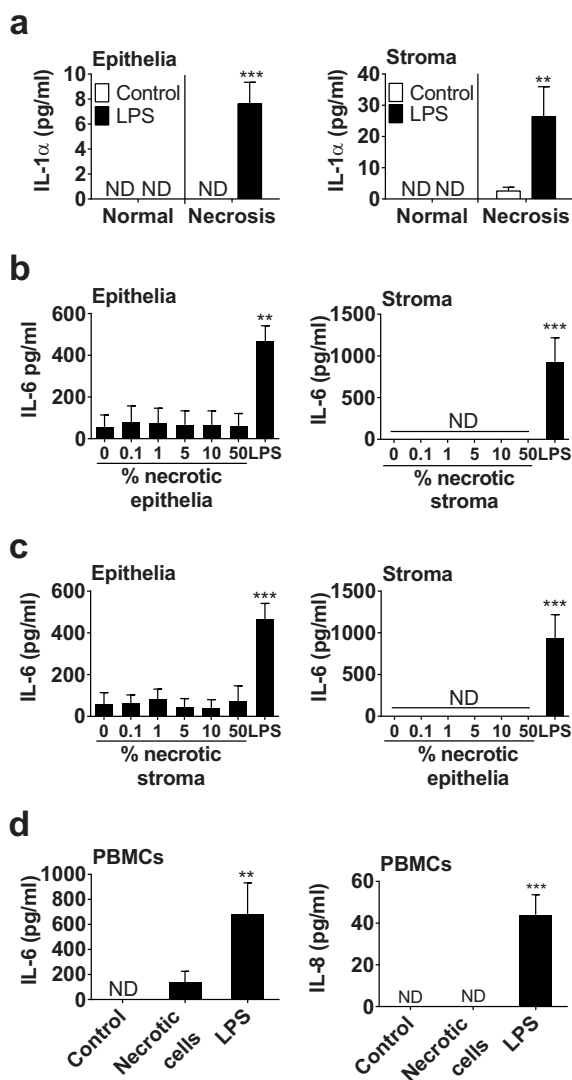 a
Epithelia
IL-1α (pg/ml)
8
6
4
2
0
Control
LPS
***
ND ND
ND
Normal
Necrosis
Stroma
IL-1α (pg/ml)
40
30
20
10
0
Control
LPS
**
ND ND
Normal
Necrosis
b
Epithelia
IL-6 pg/ml
600
400
200
0
**
0 0.1 1 5 10 50 LPS
% necrotic
epithelia
Stroma
IL-6 (pg/ml)
1500
1000
500
0
ND
***
0 0.1 1 5 10 50 LPS
% necrotic
stroma
c
Epithelia
IL-6 (pg/ml)
600
400
200
0
***
0 0.1 1 5 10 50 LPS
% necrotic
stroma
Stroma
IL-6 (pg/ml)
1500
1000
500
0
ND
***
0 0.1 1 5 10 50 LPS
% necrotic
epithelia
d
PBMCs
IL-6 (pg/ml)
1000
800
600
400
200
0
ND
**
Control
Necrotic
cells
LPS
PBMCs
IL-8 (pg/ml)
60
40
20
0
ND
ND
***
Control
Necrotic
cells
LPS